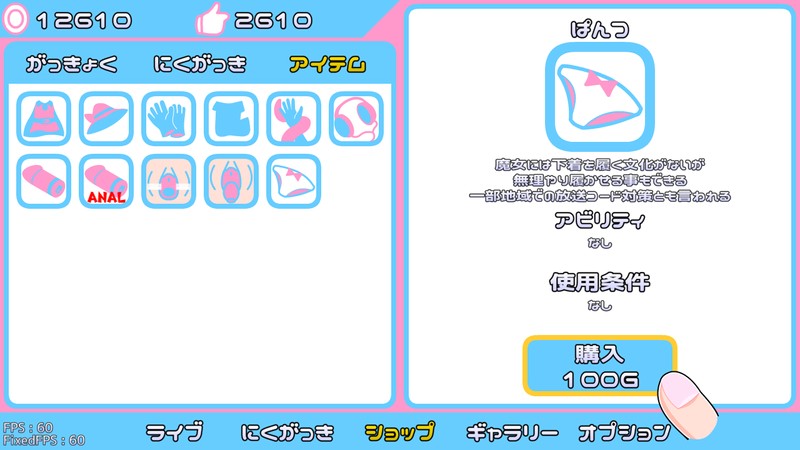 12610
2610
がっきょく にくがっき アイテム
ANAL
ぱんつ
魔女には下着を履く文化がないが
無理やり履かせる事もできる
一部地域での放送コード対策とも言われる
アビリティ
なし
使用条件
なし
購入
100G
FPS : 60
FixedFPS : 60
ライブ にくがっき ショップ ギャラリー オプション